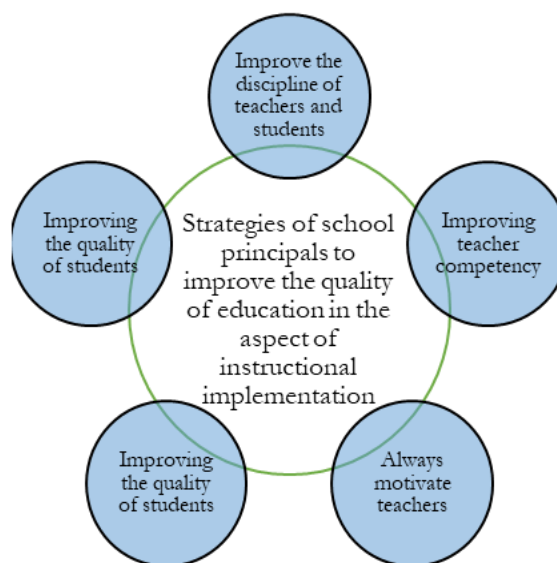 Improve the
discipline of
teachers and
students
Improving
the quality
of students
Strategies of school
principals to
improve the quality
of education in the
aspect of
instructional
implementation
Improving
teacher
competency
Improving
the quality
of students
Always
motivate
teachers